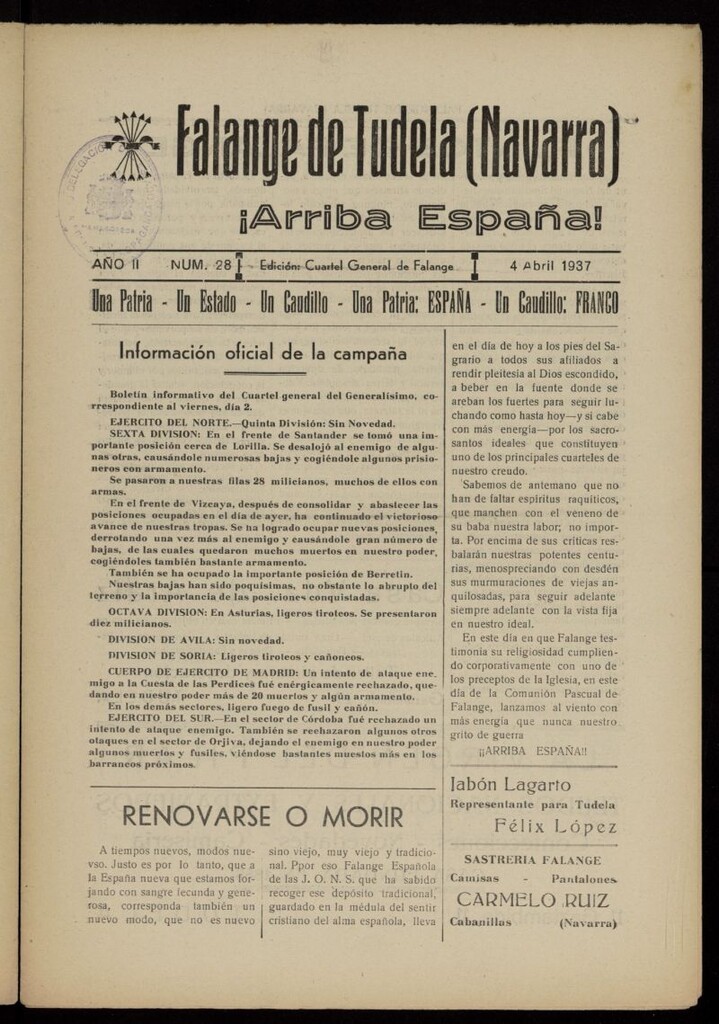 Falange de Tudela (Navarra)
¡Arriba España!
AÑO II NUM. 28 Edición: Cuartel General de Falange 4 Abril 1937
Una Patria - Un Estado - Un Caudillo - Una Patria: ESPAÑA - Un Caudillo: FRANCO
Información oficial de la campaña
Boletín informativo del Cuartel general del Generalísimo, co-
rrespondiente al viernes, día 2.
EJERCITO DEL NORTE.—Quinta División: Sin Novedad.
SEXTA DIVISION: En el frente de Santander se tomó una im-
portante posición cerca de Lorilla. Se desalojó al enemigo de algu-
nas otras, causándole numerosas bajas y cogiéndole algunos prisio-
neros con armamento.
Se pasaron a nuestras filas 28 milicianos, muchos de ellos con
armas.
En el frente de Vizcaya, después de consolidar y abastecer las
posiciones ocupadas en el día de ayer, ha continuado el victorioso
avance de nuestras tropas. Se ha logrado ocupar nuevas posiciones,
derrotando una vez más al enemigo y causándole gran número de
bajas, de las cuales quedaron muchos muertos en nuestro poder,
cogiéndoles también bastante armamento.
También se ha ocupado la importante posición de Berretin.
Nuestras bajas han sido poquísimas, no obstante lo abrupto del
terreno y la importancia de las posiciones conquistadas.
OCTAVA DIVISION: En Asturias, ligeros tiroteos. Se presentaron
diez milicianos.
DIVISION DE AVILA: Sin novedad.
DIVISION DE SORIA: Ligeros tiroteos y cañoneos.
CUERPO DE EJERCITO DE MADRID: Un intento de ataque ene
migo a la Cuesta de las Perdices fué enérgicamente rechazado, que-
dando en nuestro poder más de 20 muertos y algún armamento.
En los demás sectores, ligero fuego de fusil y cañón.
EJERCITO DEL SUR.—En el sector de Córdoba fué rechazado un
intento de ataque enemigo. También se rechazaron algunos otros
otaques en el sector de Orjiva, dejando el enemigo en nuestro poder
algunos muertos y fusiles, viéndose bastantes muestos más en los
barrancos próximos.
RENOVARSE O MORIR
A tiempos nuevos, modos nue-
vso. Justo es por lo tanto, que a
la España nueva que estamos for-
jando con sangre fecunda y gene-
rosa, corresponda también un
nuevo modo, que no es nuevo
sino viejo, muy viejo y tradicio-
nal. Ppor eso Falange Española
de las J. O. N. S. que ha sabido
recoger ese depósito tradicional,
guardado en la médula del sentir
cristiano del alma española, lleva
en el día de hoy a los pies del Sa-
grario a todos sus afiliados a
rendir pleitesía al Dios escondido,
a beber en la fuente donde se
areban los fuertes para seguir lu-
chando como hasta hoy—y si cabe
con más energía—por los sacro-
santos ideales que constituyen
uno de los principales cuarteles de
nuestro creudo.
Sabemos de antemano que no
han de faltar espíritus raquíticos,
que manchen con el veneno de
su baba nuestra labor; no impor-
ta. Por encima de sus críticas res-
balarán nuestras potentes centu-
rias, menospreciando con desdén
sus murmuraciones de viejas an-
quilosadas, para seguir adelante
siempre adelante con la vista fija
en nuestro ideal.
En este día en que Falange tes-
timonia su religiosidad cumplien-
do corporativamente con uno de
los preceptos de la Iglesia, en este
día de la Comunión Pascual de
Falange, lanzamos al viento con
más energía que nunca nuestro
grito de guerra
¡¡ARRIBA ESPAÑA!!
Jabón Lagarto
Representante para Tudela
Félix López
SASTRERIA FALANGE
Camisas - Pantalones
CARMELO RUIZ
Cabanillas (Navarra)